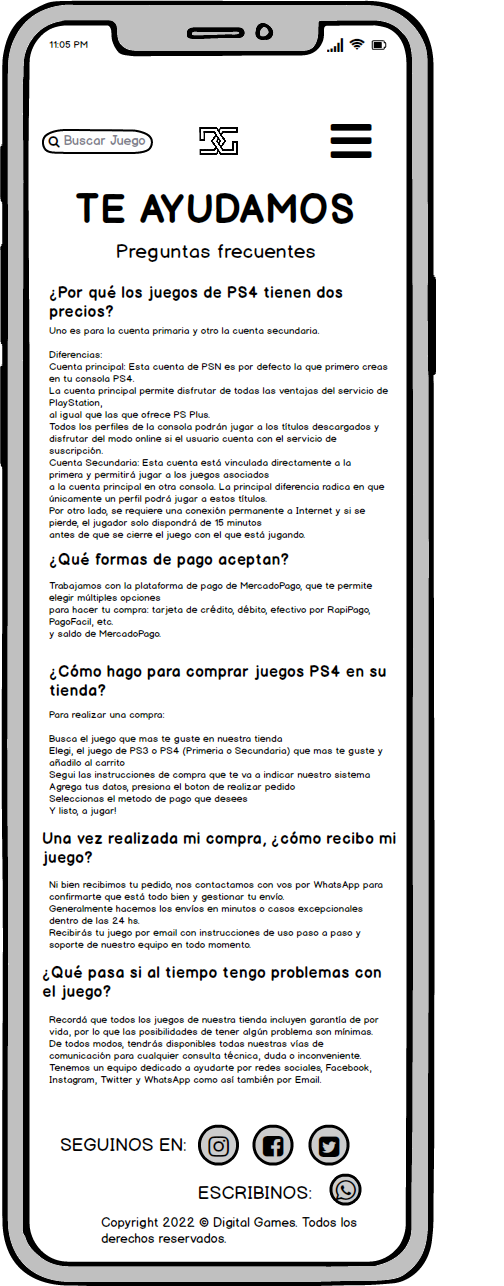 11:05 PM
Buscar Juego
TE AYUDAMOS
Preguntas frecuentes
¿Por qué los juegos de PS4 tienen dos
precios?
Uno es para la cuenta primaria y otro la cuenta secundaria.
Diferencias:
Cuenta principal: Esta cuenta de PSN es por defecto la que primero creas
en tu consola PS4.
La cuenta principal permite disfrutar de todas las ventajas del servicio de
PlayStation,
al igual que las que ofrece PS Plus.
Todos los perfiles de la consola podrán jugar a los títulos descargados y
disfrutar del modo online si el usuario cuenta con el servicio de
suscripción.
Cuenta Secundaria: Esta cuenta está vinculada directamente a la
primera y permitirá jugar a los juegos asociados
a la cuenta principal en otra consola. La principal diferencia radica en que
únicamente un perfil podrá jugar a estos títulos.
Por otro lado, se requiere una conexión permanente a Internet y si se
pierde, el jugador solo dispondrá de 15 minutos
antes de que se cierre el juego con el que está jugando.
¿Qué formas de pago aceptan?
Trabajamos con la plataforma de pago de MercadoPago, que te permite
elegir múltiples opciones
para hacer tu compra: tarjeta de crédito, débito, efectivo por RapiPago,
PagoFacil, etc.
y saldo de MercadoPago.
¿Cómo hago para comprar juegos PS4 en su
tienda?
Para realizar una compra:
Busca el juego que mas te guste en nuestra tienda
Elegi, el juego de PS3 o PS4 (Primeria o Secundaria) que mas te guste y
añadilo al carrito
Segui las instrucciones de compra que te va a indicar nuestro sistema
Agrega tus datos, presiona el boton de realizar pedido
Seleccionas el metodo de pago que desees
Y listo, a jugar!
Una vez realizada mi compra, ¿cómo recibo mi
juego?
Ni bien recibimos tu pedido, nos contactamos con vos por WhatsApp para
confirmarte que está todo bien y gestionar tu envío.
Generalmente hacemos los envíos en minutos o casos excepcionales
dentro de las 24 hs.
Recibirás tu juego por email con instrucciones de uso paso a paso y
soporte de nuestro equipo en todo momento.
¿Qué pasa si al tiempo tengo problemas con
el juego?
Recordá que todos los juegos de nuestra tienda incluyen garantía de por
vida, por lo que las posibilidades de tener algún problema son mínimas.
De todos modos, tendrás disponibles todas nuestras vías de
comunicación para cualquier consulta técnica, duda o inconveniente.
Tenemos un equipo dedicado a ayudarte por redes sociales, Facebook,
Instagram, Twitter y WhatsApp como así también por Email.
SEGUINOS EN:
ESCRIBINOS:
Copyright 2022 © Digital Games. Todos los
derechos reservados.